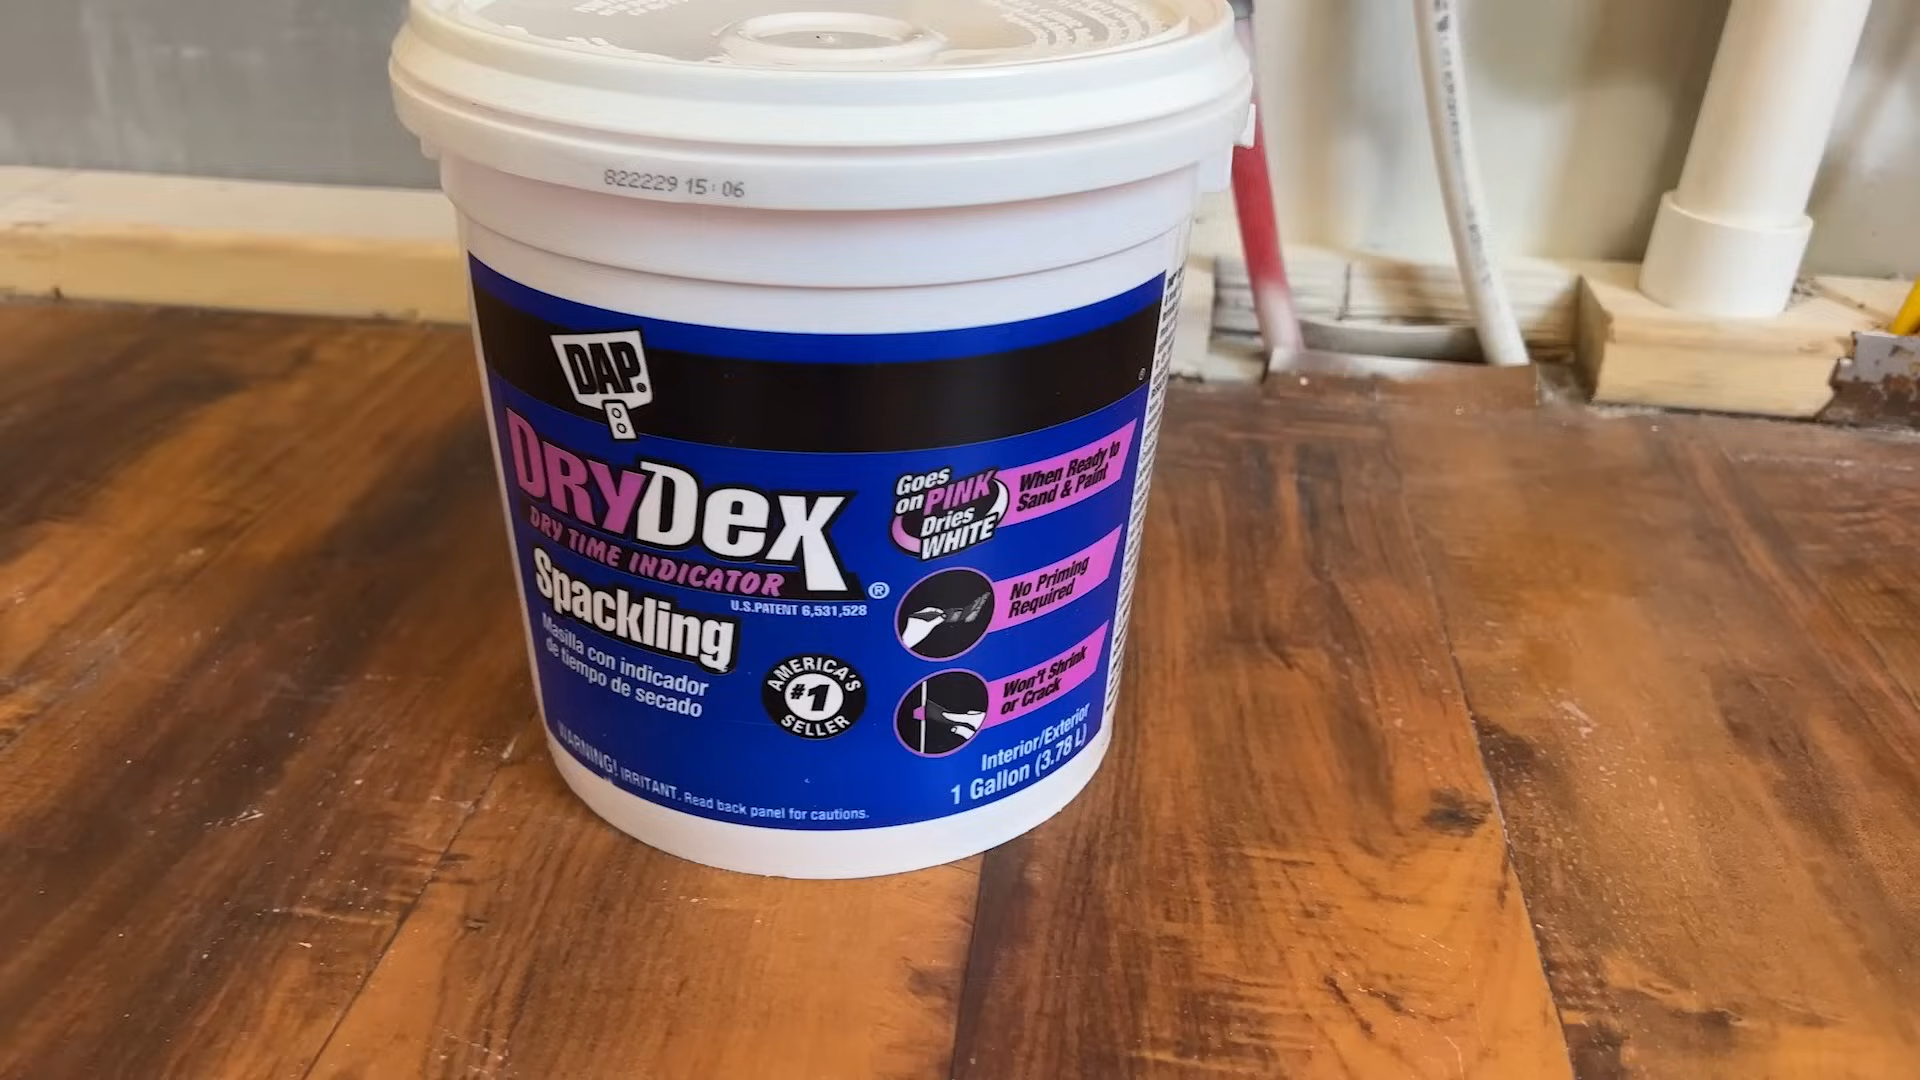 822229 15:06
DAP®
DRYDex®
DRY TIME INDICATOR
U.S.PATENT 6,531,528
Spackling
Masilla con indicador
de tiempo de secado
AMERICA'S
#1
SELLER
WARNING! IRRITANT. Read back panel for cautions.
Goes
on PINK
Dries
WHITE
When Ready to
Sand & Paint
No Priming
Required
Won't Shrink
or Crack
Interior/Exterior
1 Gallon (3.78 L)